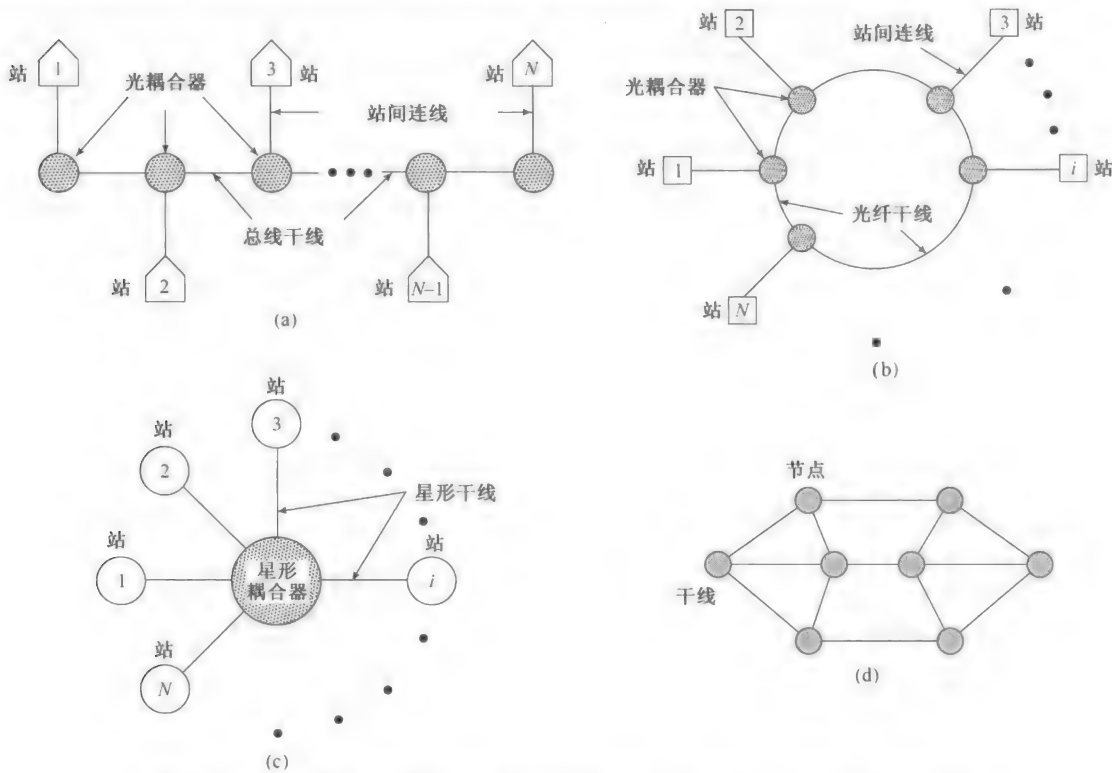 站 1
3 站
站 N
光耦合器
站间连线
总线干线
站 2
站 N–1
(a)
站 2
站间连线
3 站
光耦合器
站 1
i 站
光纤干线
站 N
(b)
站
3
站
2
星形干线
站
1
星形
耦合器
站
i
站
N
(c)
节点
干线
(d)